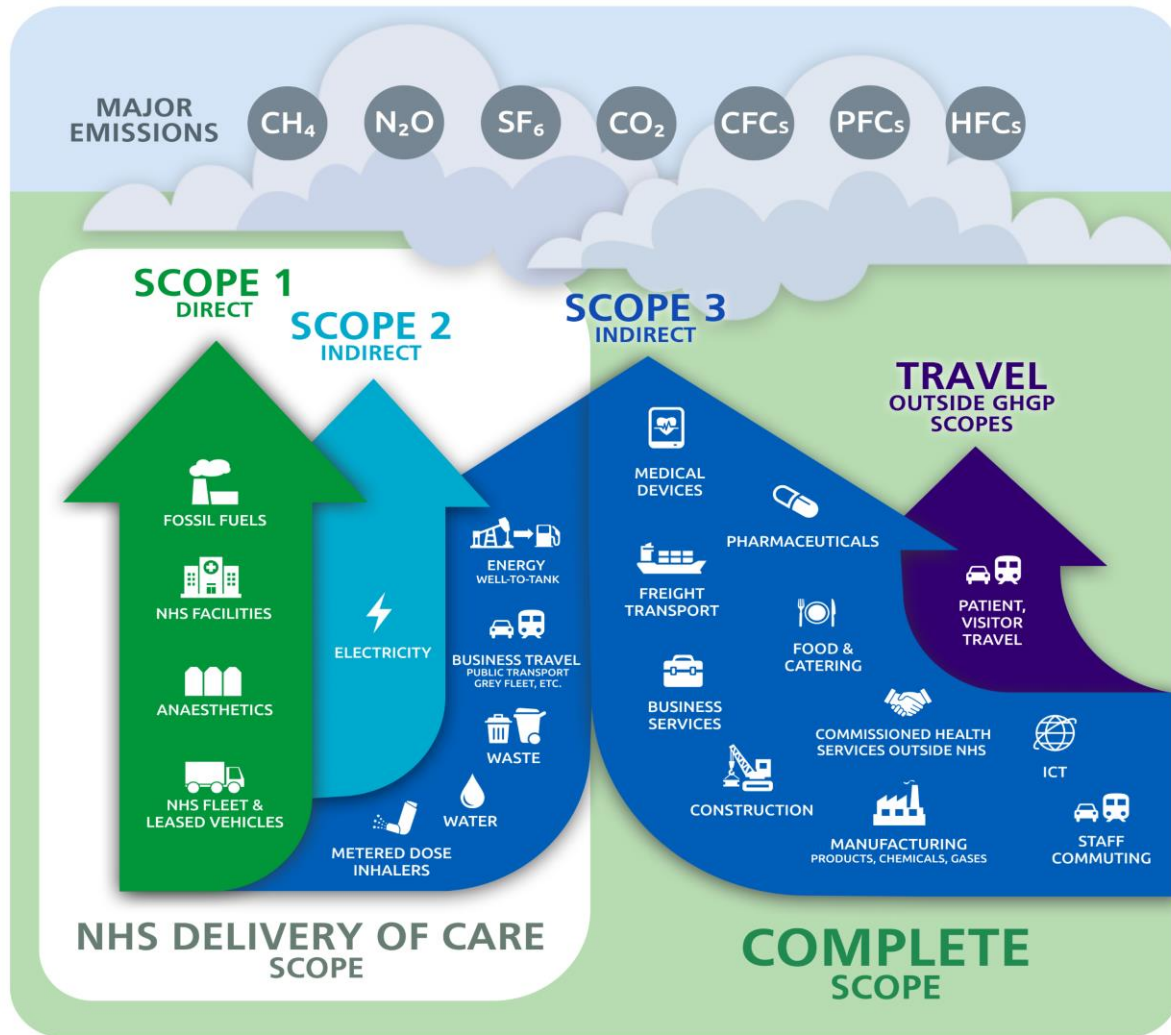 MAJOR
EMISSIONS
CH₄
N₂O
SF₆
CO₂
CFCs
PFCs
HFCs
SCOPE 1
DIRECT
SCOPE 2
INDIRECT
SCOPE 3
INDIRECT
TRAVEL
OUTSIDE GHGP
SCOPES
FOSSIL FUELS
NHS FACILITIES
ANAESTHETICS
NHS FLEET &
LEASED VEHICLES
ELECTRICITY
ENERGY
WELL-TO-TANK
BUSINESS TRAVEL
PUBLIC TRANSPORT
GREY FLEET, ETC.
WASTE
WATER
METERED DOSE
INHALERS
MEDICAL
DEVICES
PHARMACEUTICALS
FREIGHT
TRANSPORT
FOOD &
CATERING
BUSINESS
SERVICES
COMMISSIONED HEALTH
SERVICES OUTSIDE NHS
CONSTRUCTION
MANUFACTURING
PRODUCTS, CHEMICALS, GASES
ICT
STAFF
COMMUTING
PATIENT,
VISITOR
TRAVEL
NHS DELIVERY OF CARE
SCOPE
COMPLETE
SCOPE